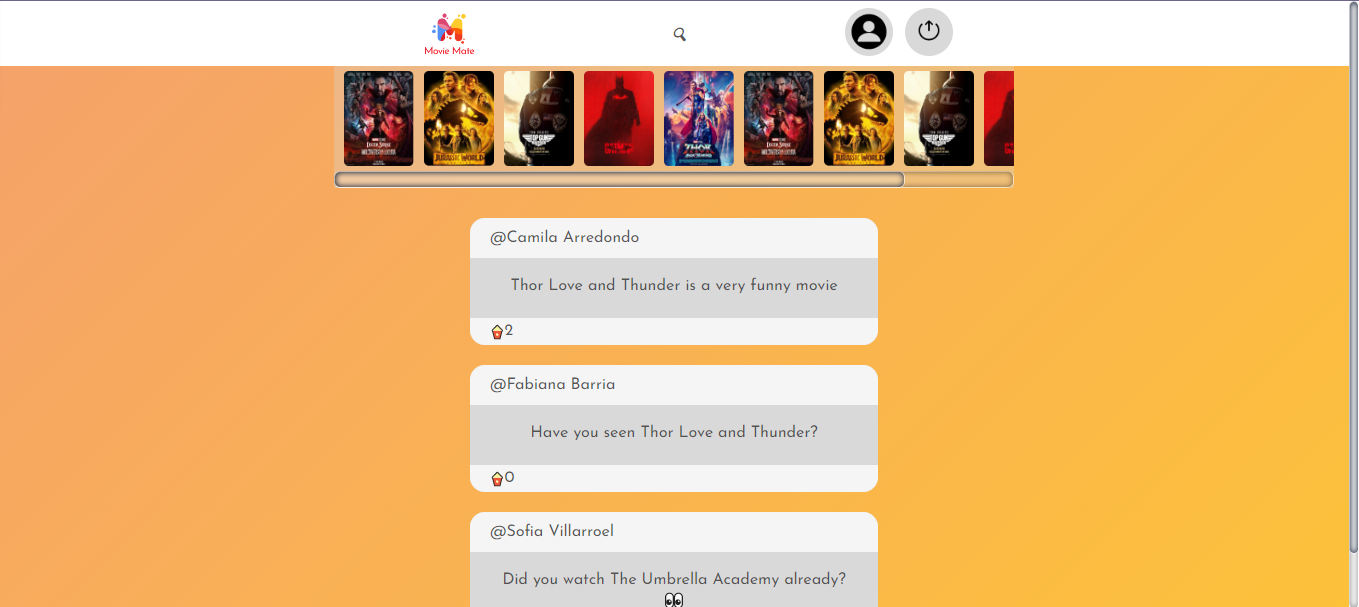 Movie Mate
THOR
@Camila Arredondo
Thor Love and Thunder is a very funny movie
2
@Fabiana Barria
Have you seen Thor Love and Thunder?
0
@Sofia Villarroel
Did you watch The Umbrella Academy already?
👀